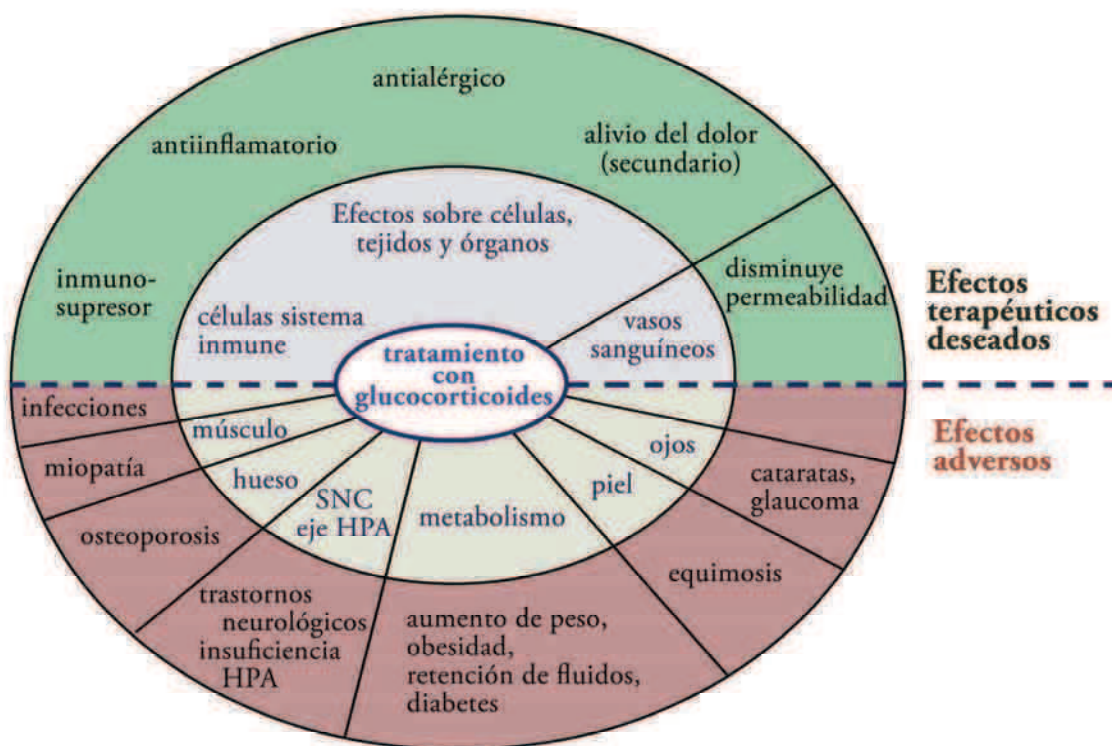 antialérgico
antiinflamatorio
alivio del dolor
(secundario)
Efectos sobre células,
tejidos y órganos
inmuno-
supresor
disminuye
permeabilidad
células sistema
inmune
vasos
sanguíneos
tratamiento
con
glucocorticoides
Efectos
terapéuticos
deseados
Efectos
adversos
infecciones
músculo
miopatía
hueso
osteoporosis
SNC
eje HPA
metabolismo
piel
ojos
cataratas,
glaucoma
equimosis
trastornos
neurológicos
insuficiencia
HPA
aumento de peso,
obesidad,
retención de fluidos,
diabetes